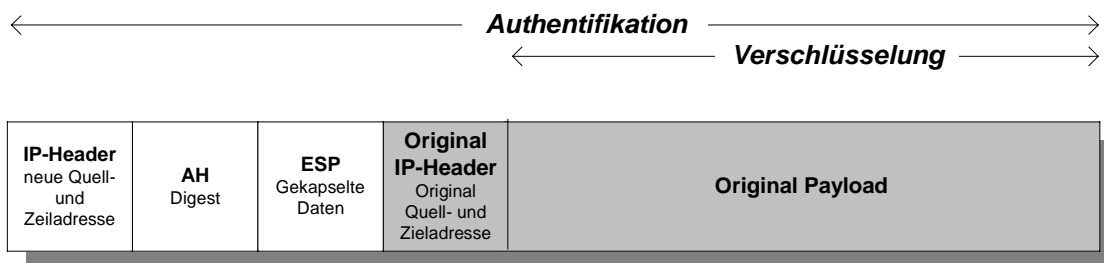 Authentifikation
Verschlüsselung
IP-Header
neue Quell-
und
Zeiladresse
AH
Digest
ESP
Gekapselte
Daten
Original
IP-Header
Original
Quell- und
Zieladresse
Original Payload